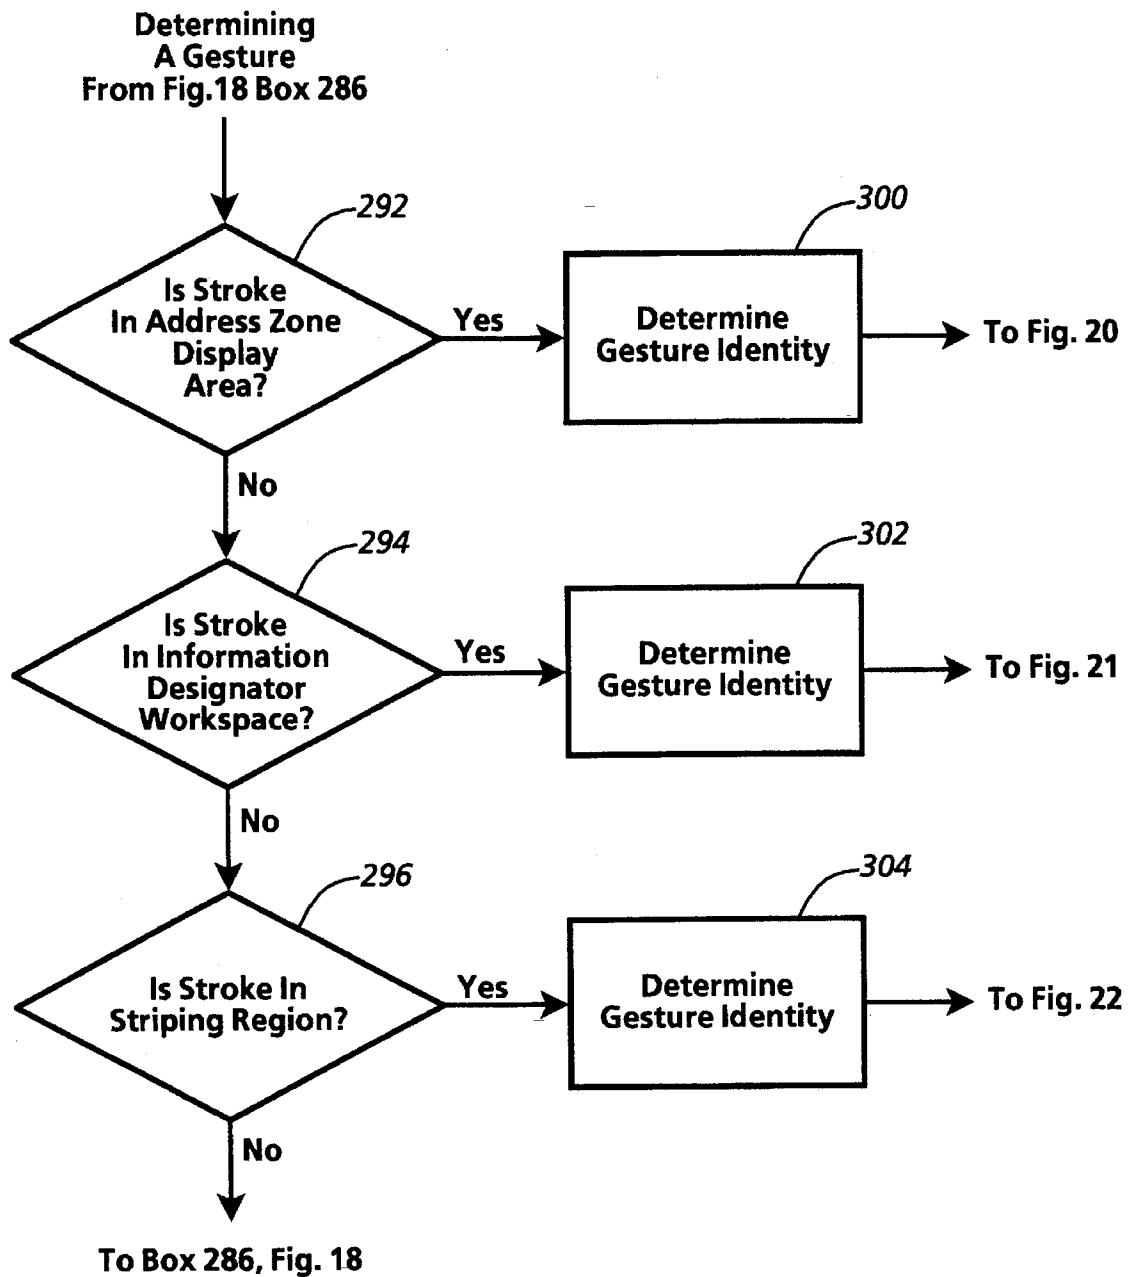 Determining
A Gesture
From Fig.18 Box 286
292
Is Stroke
In Address Zone
Display
Area?
Yes
300
Determine
Gesture Identity
To Fig. 20
No
294
Is Stroke
In Information
Designator
Workspace?
Yes
302
Determine
Gesture Identity
To Fig. 21
No
296
Is Stroke In
Striping Region?
Yes
304
Determine
Gesture Identity
To Fig. 22
No
To Box 286, Fig. 18